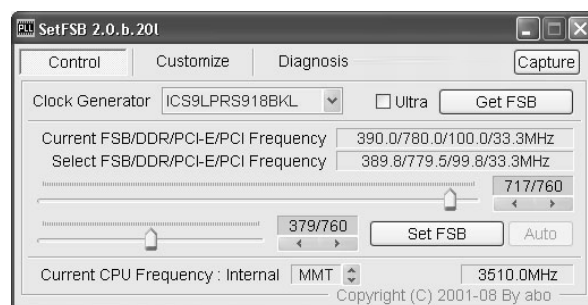 PLL SetFSB 2.0.b.20l
Control Customize Diagnosis Capture
Clock Generator ICS9LPRS918BKL Ultra Get FSB
Current FSB/DDR/PCI-E/PCI Frequency 390.0/780.0/100.0/33.3MHz
Select FSB/DDR/PCI-E/PCI Frequency 389.8/779.5/99.8/33.3MHz
717/760
379/760 Set FSB Auto
Current CPU Frequency : Internal MMT 3510.0MHz
Copyright (C) 2001-08 By abo